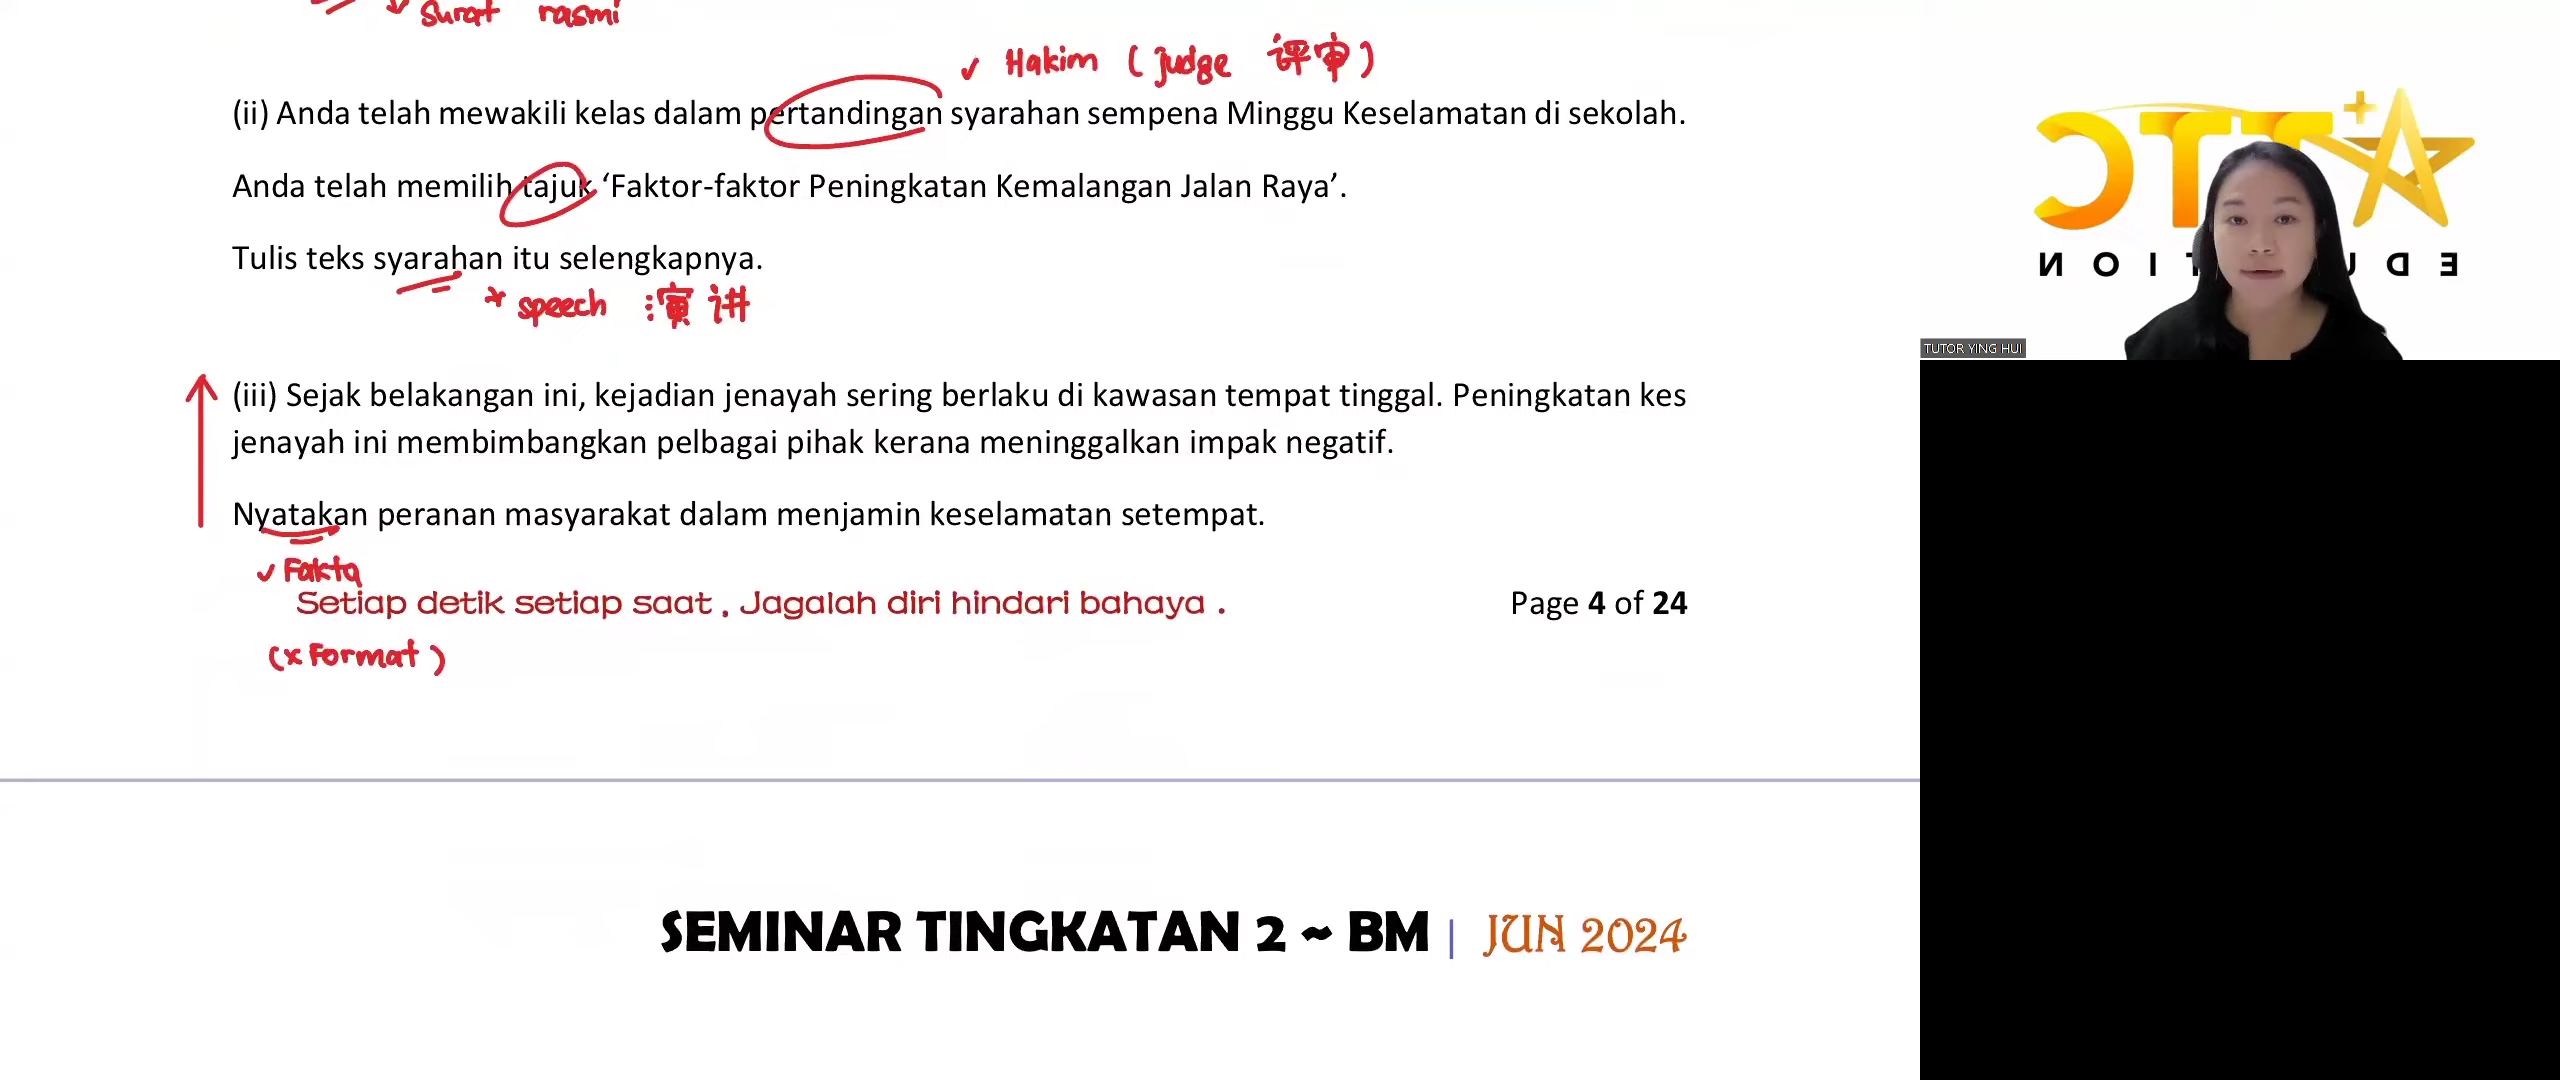 Surat rasmi
✓ Hakim (judge 评审)
(ii) Anda telah mewakili kelas dalam pertandingan syarahan sempena Minggu Keselamatan di sekolah.
Anda telah memilih tajuk ‘Faktor-faktor Peningkatan Kemalangan Jalan Raya’.
Tulis teks syarahan itu selengkapnya.
* speech 演讲
(iii) Sejak belakangan ini, kejadian jenayah sering berlaku di kawasan tempat tinggal. Peningkatan kes
jenayah ini membimbangkan pelbagai pihak kerana meninggalkan impak negatif.
Nyatakan peranan masyarakat dalam menjamin keselamatan setempat.
✓ Fakta
Setiap detik setiap saat , Jagalah diri hindari bahaya .
Page 4 of 24
(x Format)
SEMINAR TINGKATAN 2 ~ BM | JUN 2024
TUTOR YING HUI